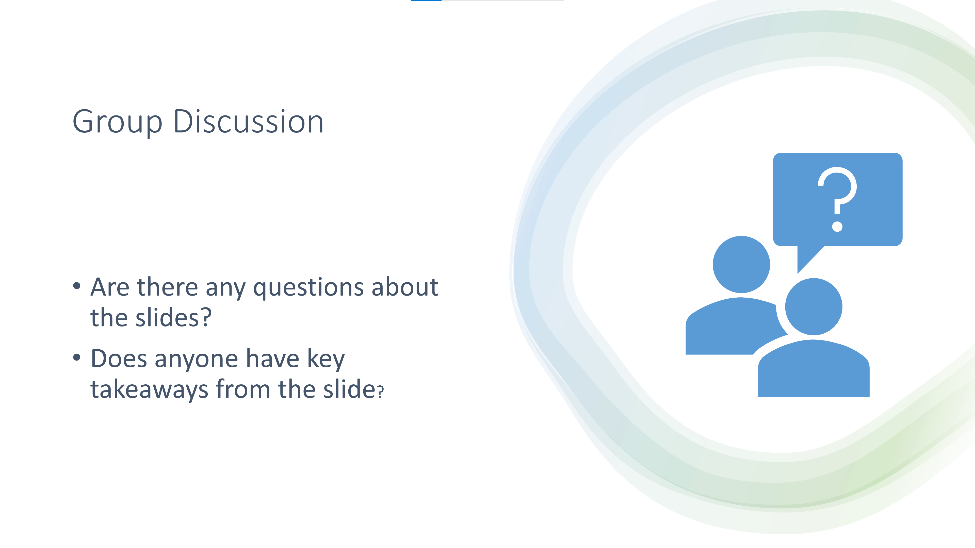 Group Discussion
?
• Are there any questions about
the slides?
• Does anyone have key
takeaways from the slide?